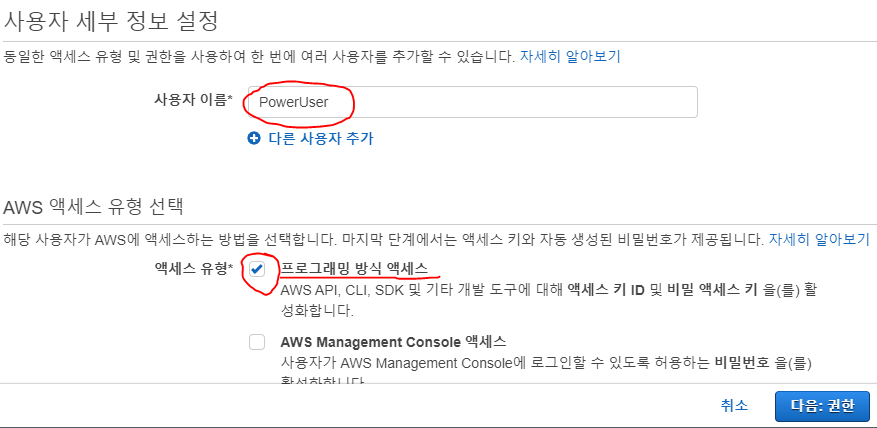 사용자 세부 정보 설정
동일한 액세스 유형 및 권한을 사용하여 한 번에 여러 사용자를 추가할 수 있습니다. 자세히 알아보기
사용자 이름* PowerUser
다른 사용자 추가
AWS 액세스 유형 선택
해당 사용자가 AWS에 액세스하는 방법을 선택합니다. 마지막 단계에서는 액세스 키와 자동 생성된 비밀번호가 제공됩니다. 자세히 알아보기
액세스 유형* 프로그래밍 방식 액세스
AWS API, CLI, SDK 및 기타 개발 도구에 대해 액세스 키 ID 및 비밀 액세스 키 을(를) 활
성화합니다.
AWS Management Console 액세스
사용자가 AWS Management Console에 로그인할 수 있도록 허용하는 비밀번호 을(를)
활성화합니다
취소 다음: 권한